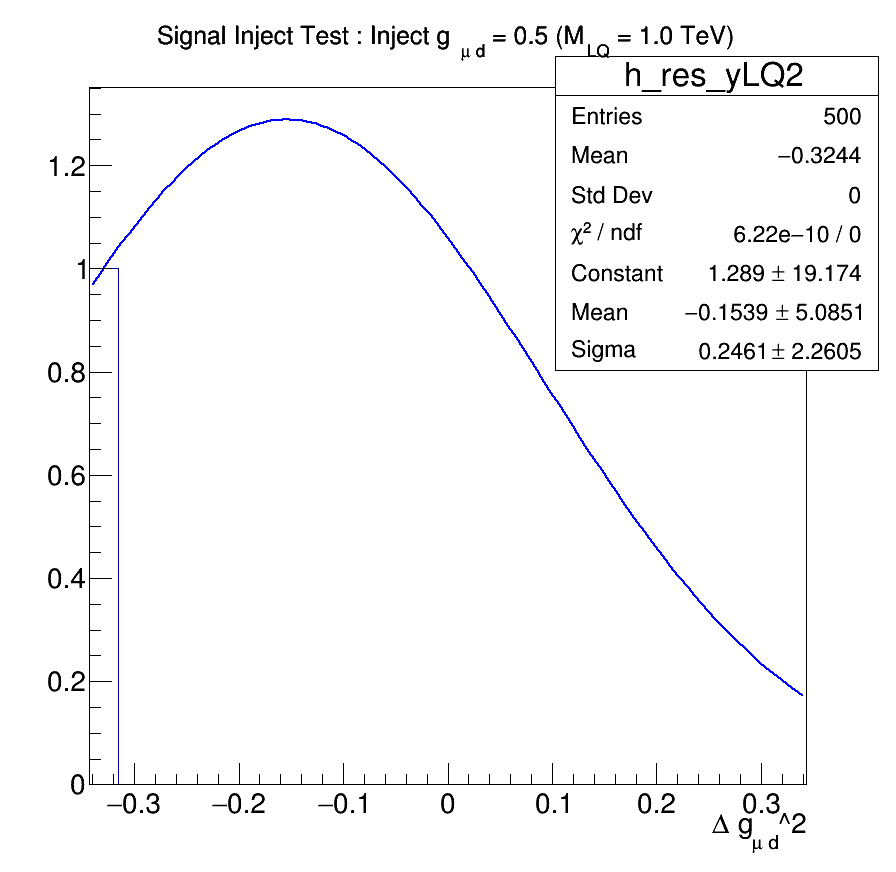 Signal Inject Test : Inject g μ d = 0.5 (M LQ = 1.0 TeV)
h_res_yLQ2
Entries 500
Mean −0.3244
Std Dev 0
χ² / ndf 6.22e−10 / 0
Constant 1.289 ± 19.174
Mean −0.1539 ± 5.0851
Sigma 0.2461 ± 2.2605
1.2
1
0.8
0.6
0.4
0.2
0
−0.3 −0.2 −0.1 0 0.1 0.2 0.3
Δ g μ d ^2